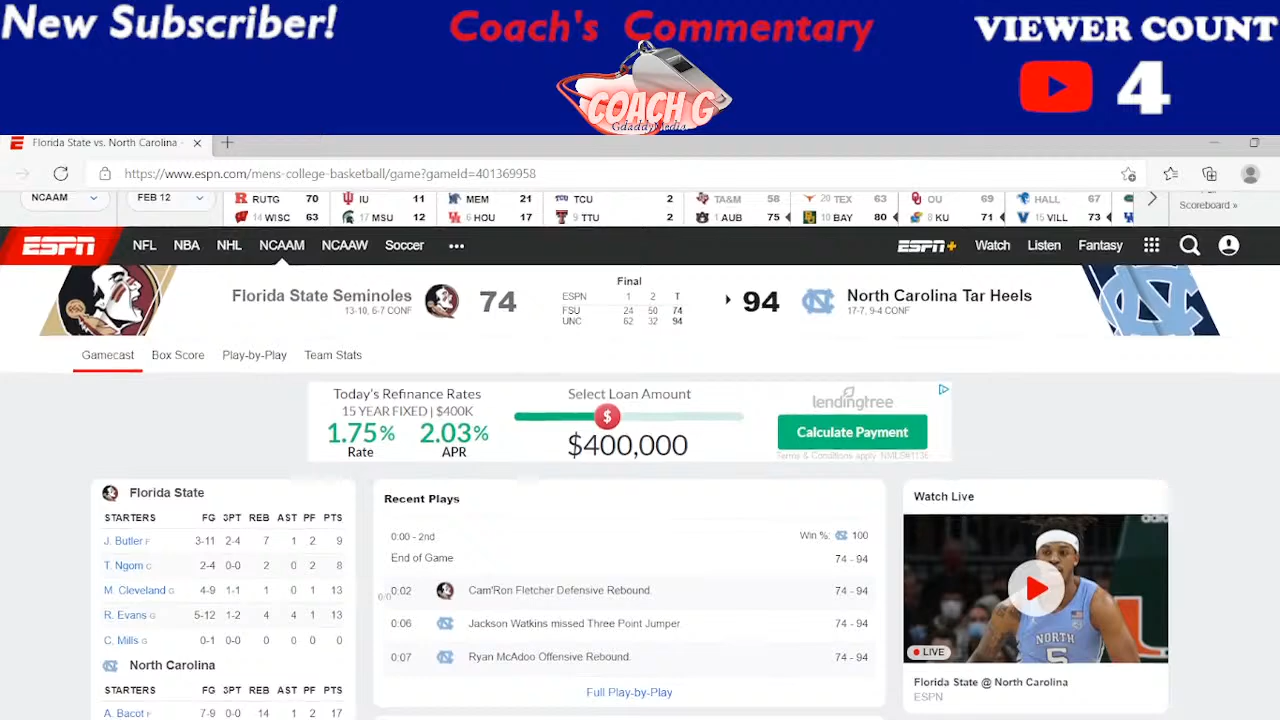 New Subscriber!
Coach's Commentary
VIEWER COUNT
COACH G
GdaddyMedia
4
Florida State vs. North Carolina
https://www.espn.com/mens-college-basketball/game?gameId=401369958
NCAAM
FEB 12
RUTG 70
14 WISC 63
IU 11
17 MSU 12
MEM 21
6 HOU 17
TCU 2
9 TTU 2
TA&M 58
1 AUB 75
20 TEX 63
10 BAY 80
OU 69
8 KU 71
HALL 67
15 VILL 73
Scoreboard »
ESPN NFL NBA NHL NCAAM NCAAW Soccer ••• ESPN+ Watch Listen Fantasy
Florida State Seminoles
13-10, 6-7 CONF
74
Final
ESPN 1 2 T
FSU 24 50 74
UNC 62 32 94
94
North Carolina Tar Heels
17-7, 9-4 CONF
Gamecast Box Score Play-by-Play Team Stats
Today's Refinance Rates
15 YEAR FIXED | $400K
1.75% 2.03%
Rate APR
Select Loan Amount
$
$400,000
lendingtree
Calculate Payment
Terms & Conditions apply. NMLS#1136
Florida State
STARTERS FG 3PT REB AST PF PTS
J. Butler F 3-11 2-4 7 1 2 9
T. Ngom C 2-4 0-0 2 0 2 8
M. Cleveland G 4-9 1-1 1 0 1 13
R. Evans G 5-12 1-2 4 4 1 13
C. Mills G 0-1 0-0 0 0 0 0
North Carolina
STARTERS FG 3PT REB AST PF PTS
A. Bacot F 7-9 0-0 14 1 2 17
Recent Plays
0:00 - 2nd Win %: 100
End of Game 74 - 94
0:02 Cam'Ron Fletcher Defensive Rebound. 74 - 94
0:06 Jackson Watkins missed Three Point Jumper. 74 - 94
0:07 Ryan McAdoo Offensive Rebound. 74 - 94
Full Play-by-Play
Watch Live
NORTH
5
LIVE
Florida State @ North Carolina
ESPN